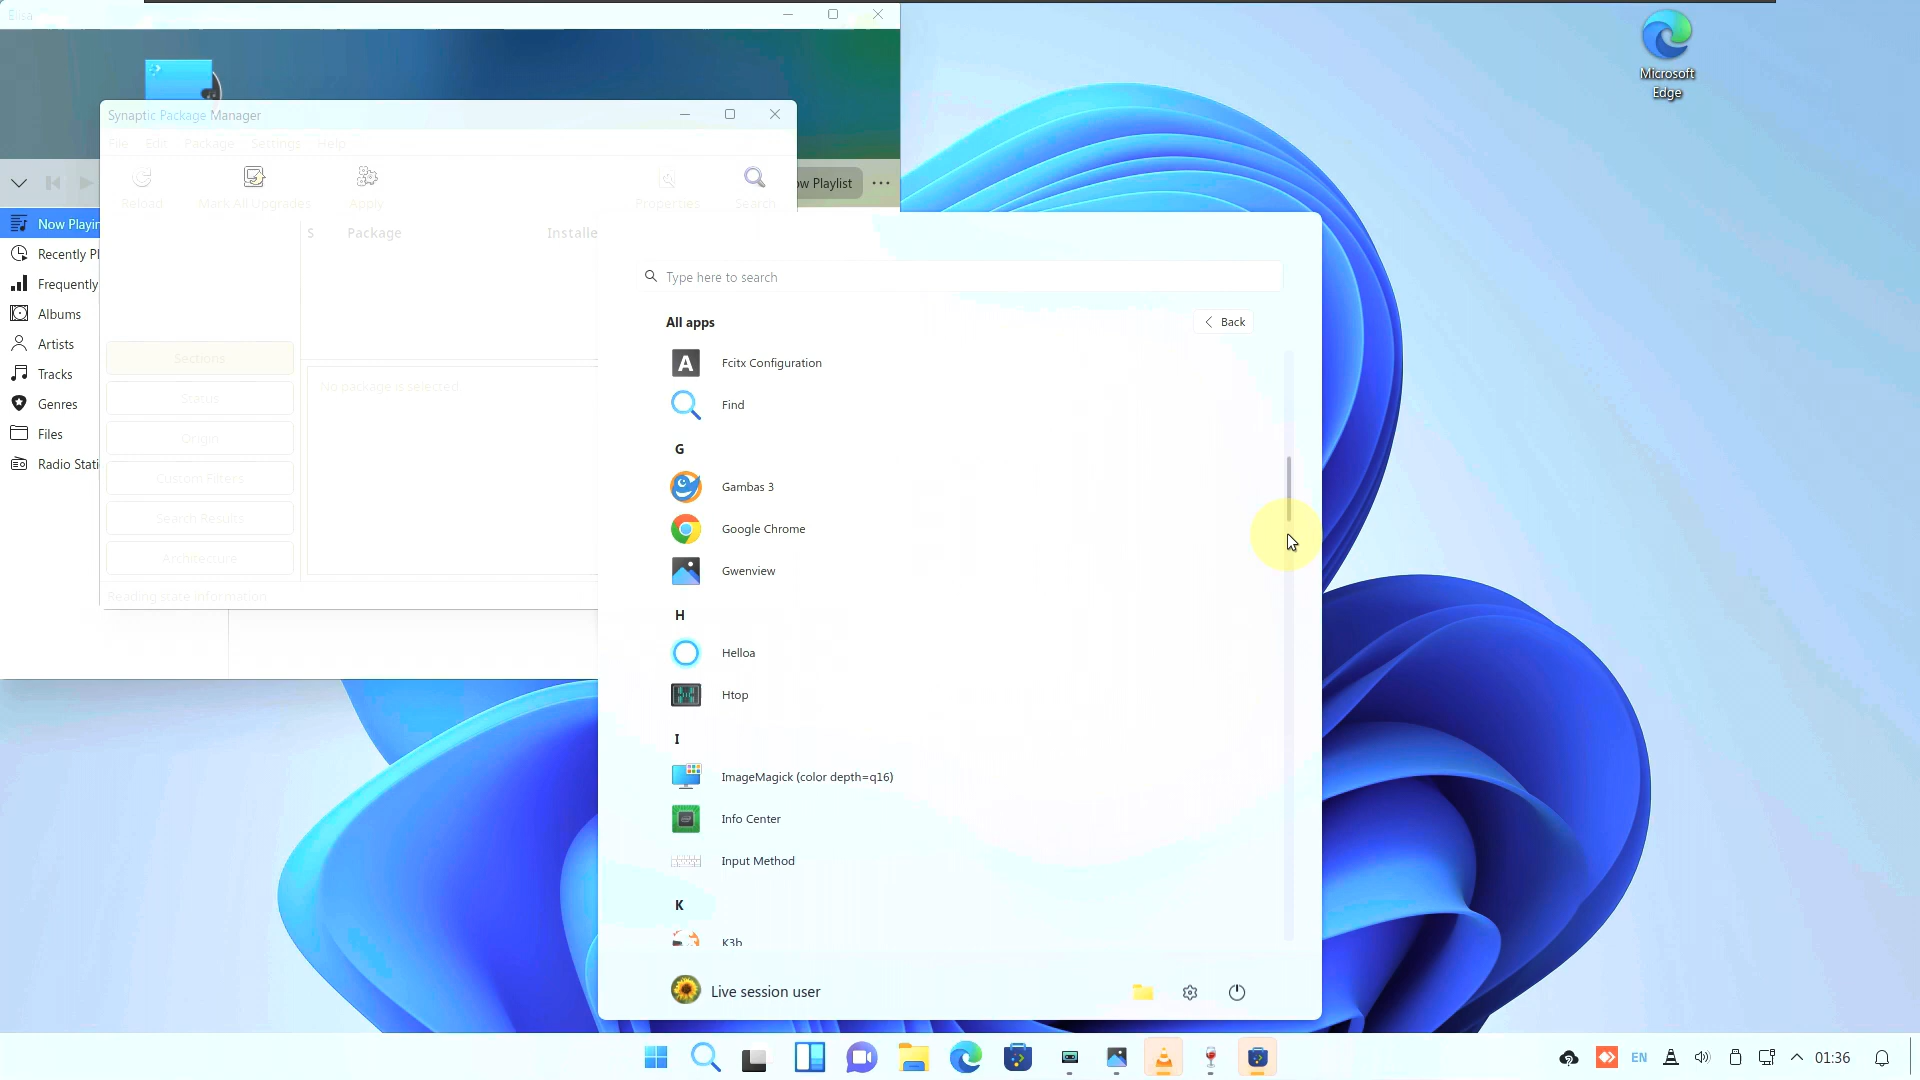 Elisa
Microsoft
Edge
Synaptic Package Manager
File Edit Package Settings Help
Reload
Mark All Upgrades
Apply
Properties
Search
ow Playlist
Now Playin
Recently Pl
Frequently
Albums
Artists
Tracks
Genres
Files
Radio Stati
S Package Installe
Sections
Status
Origin
Custom Filters
Search Results
Architecture
No package is selected.
Reading state information
Type here to search
All apps
Back
Fcitx Configuration
Find
G
Gambas 3
Google Chrome
Gwenview
H
Helloa
Htop
I
ImageMagick (color depth=q16)
Info Center
Input Method
K
K3b
Live session user
EN
01:36